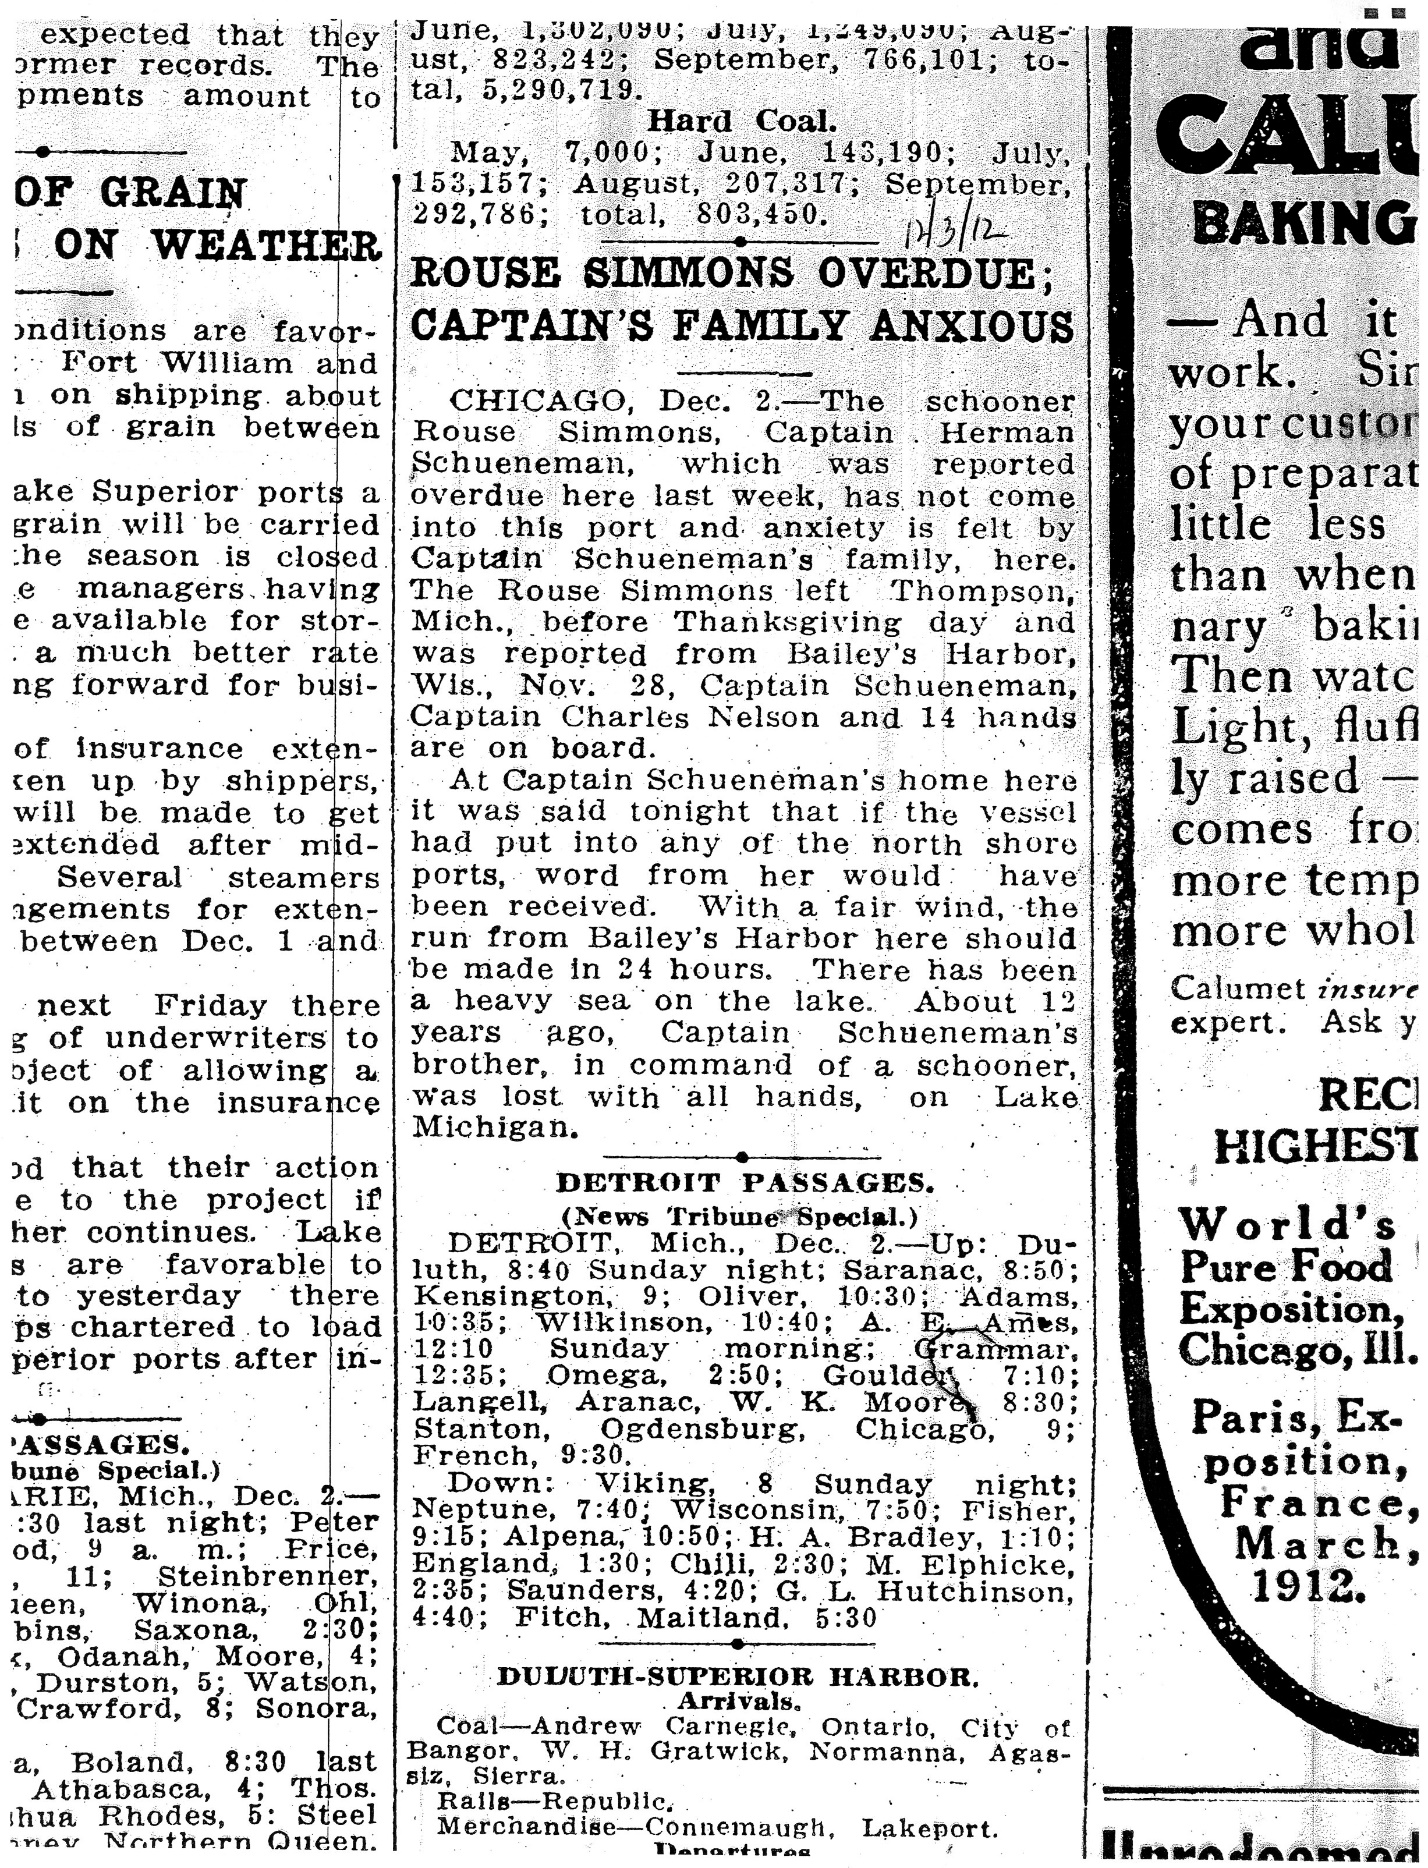 expected that they
ormer records. The
pments amount to
OF GRAIN
ON WEATHER
onditions are favor-
Fort William and
on shipping about
ls of grain between
ake Superior ports a
grain will be carried
the season is closed
e managers having
e available for stor-
a much better rate
ng forward for busi-
of insurance exten-
ken up by shippers,
will be made to get
extended after mid-
Several steamers
ngements for exten-
between Dec. 1 and
next Friday there
g of underwriters to
bject of allowing a
it on the insurance
od that their action
e to the project if
her continues. Lake
s are favorable to
to yesterday there
ps chartered to load
perior ports after in-
PASSAGES.
bune Special.)
ARIE, Mich., Dec. 2.—
:30 last night; Peter
od, 9 a. m.; Price,
, 11; Steinbrenner,
ueen, Winona, Ohl,
bins, Saxona, 2:30;
Odanah, Moore, 4;
, Durston, 5; Watson,
Crawford, 8; Sonora,
a, Boland, 8:30 last
Athabasca, 4; Thos.
shua Rhodes, 5: Steel
Northern Queen.
June, 1,302,090; July, 1,249,090; Aug-
ust, 823,242; September, 766,101; to-
tal, 5,290,719.
Hard Coal.
May, 7,000; June, 143,190; July,
153,157; August, 207,317; September,
292,786; total, 803,450.
12/3/12
ROUSE SIMMONS OVERDUE;
CAPTAIN'S FAMILY ANXIOUS
CHICAGO, Dec. 2.—The schooner
Rouse Simmons, Captain Herman
Schueneman, which was reported
overdue here last week, has not come
into this port and anxiety is felt by
Captain Schueneman's family, here.
The Rouse Simmons left Thompson,
Mich., before Thanksgiving day and
was reported from Bailey's Harbor,
Wis., Nov. 28, Captain Schueneman,
Captain Charles Nelson and 14 hands
are on board.
At Captain Schueneman's home here
it was said tonight that if the vessel
had put into any of the north shore
ports, word from her would have
been received. With a fair wind, the
run from Bailey's Harbor here should
be made in 24 hours. There has been
a heavy sea on the lake. About 12
years ago, Captain Schueneman's
brother, in command of a schooner,
was lost with all hands, on Lake
Michigan.
DETROIT PASSAGES.
(News Tribune Special.)
DETROIT, Mich., Dec. 2.—Up: Du-
luth, 8:40 Sunday night; Saranac, 8:50;
Kensington, 9; Oliver, 10:30; Adams,
10:35; Wilkinson, 10:40; A. E. Ames,
12:10 Sunday morning; Grammar,
12:35; Omega, 2:50; Goulder, 7:10;
Langell, Aranac, W. K. Moore, 8:30;
Stanton, Ogdensburg, Chicago, 9;
French, 9:30.
Down: Viking, 8 Sunday night;
Neptune, 7:40; Wisconsin, 7:50; Fisher,
9:15; Alpena, 10:50; H. A. Bradley, 1:10;
England, 1:30; Chili, 2:30; M. Elphicke,
2:35; Saunders, 4:20; G. L. Hutchinson,
4:40; Fitch, Maitland, 5:30
DULUTH-SUPERIOR HARBOR.
Arrivals.
Coal—Andrew Carnegie, Ontario, City of
Bangor, W. H. Gratwick, Normanna, Agas-
siz, Sierra.
Rails—Republic.
Merchandise—Connemaugh, Lakeport.
Departures
and
CALU
BAKING
—And it
work. Sin
your custom
of preparat
little less
than when
nary bakin
Then watc
Light, fluff
ly raised —
comes fro
more temp
more whol
Calumet insure
expert. Ask y
REC
HIGHEST
World's
Pure Food
Exposition,
Chicago, Ill.
Paris, Ex-
position,
France,
March,
1912.
Unredeemed